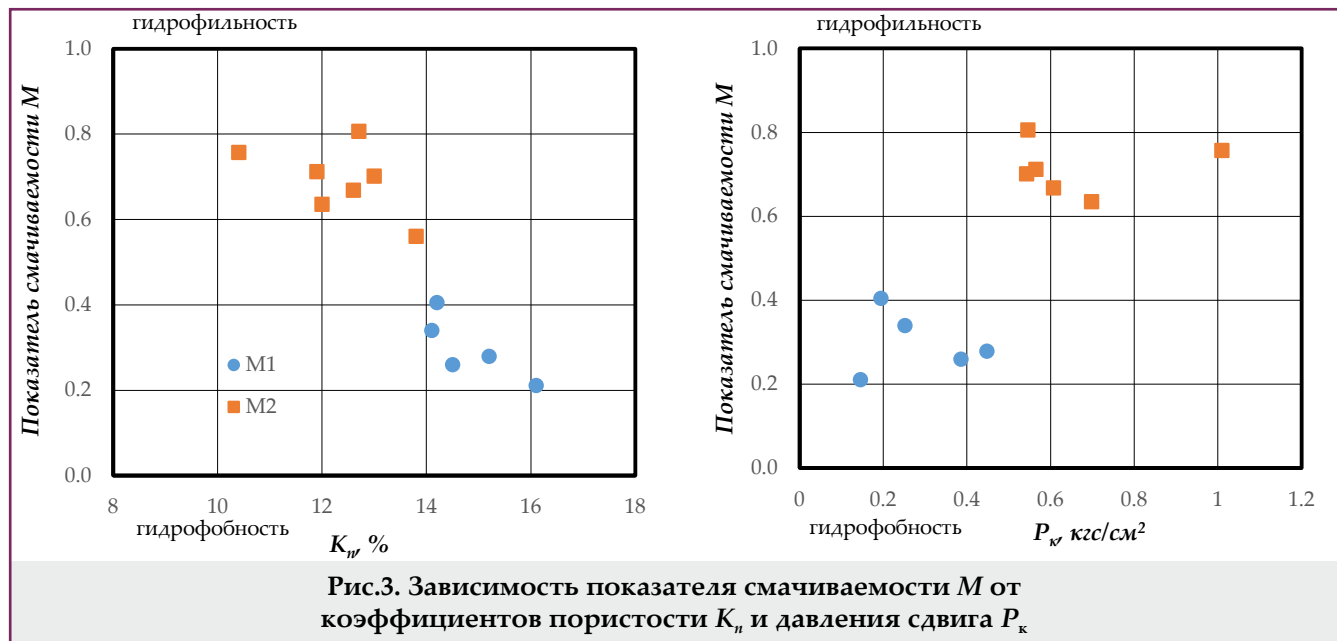 гидрофильность
Показатель смачиваемости М
1.0
0.8
0.6
0.4
0.2
0.0
М1
М2
8 10 12 14 16 18
гидрофобность
Kп, %
гидрофильность
Показатель смачиваемости М
1.0
0.8
0.6
0.4
0.2
0.0
0 0.2 0.4 0.6 0.8 1 1.2
гидрофобность
Pк, кгс/см²
Рис.3. Зависимость показателя смачиваемости М от
коэффициентов пористости Kп и давления сдвига Pк